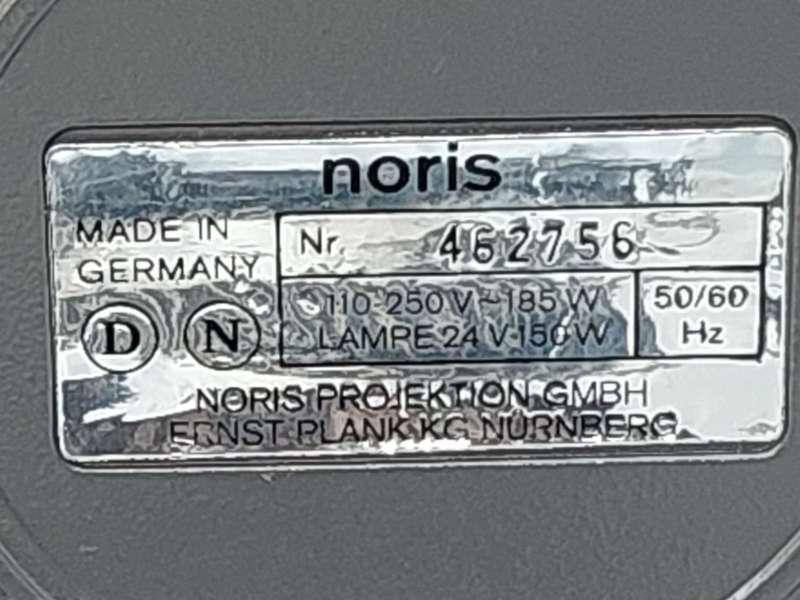 noris
MADE IN
GERMANY
Nr. 462756
110-250 V~185 W
LAMPE 24 V-150 W
50/60
Hz
D N
NORIS PROJEKTION GMBH
ERNST PLANK KG NÜRNBERG